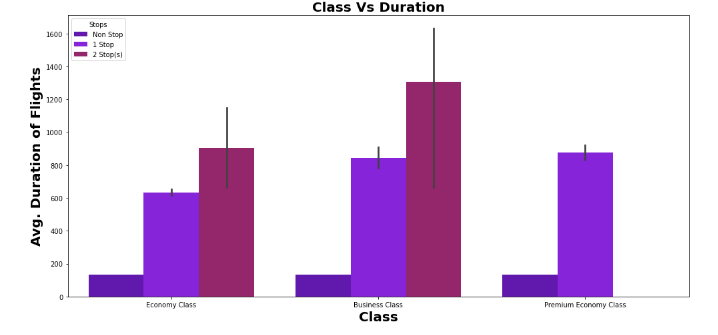 Class Vs Duration
Stops
Non Stop
1 Stop
2 Stop(s)
Avg. Duration of Flights
1600
1400
1200
1000
800
600
400
200
0
Economy Class
Business Class
Premium Economy Class
Class